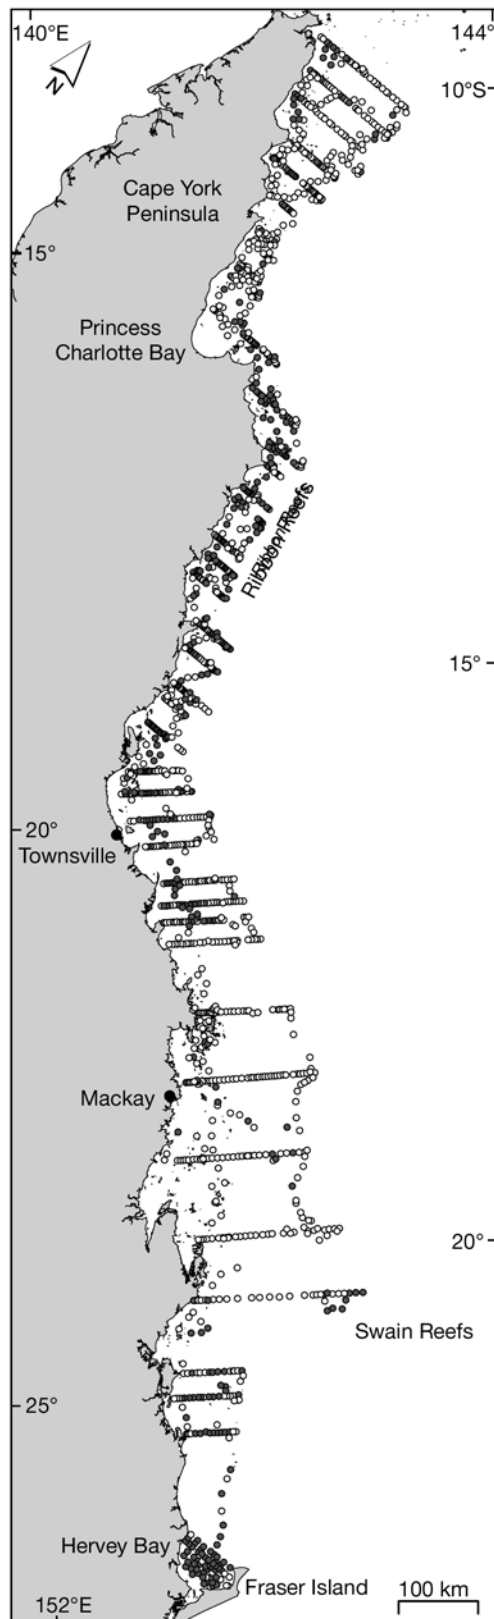 140°E
144°
N
10°S
Cape York
Peninsula
15°
Princess
Charlotte Bay
Ribbon Reefs
15°
20°
Townsville
Mackay
20°
Swain Reefs
25°
Hervey Bay
Fraser Island
100 km
152°E